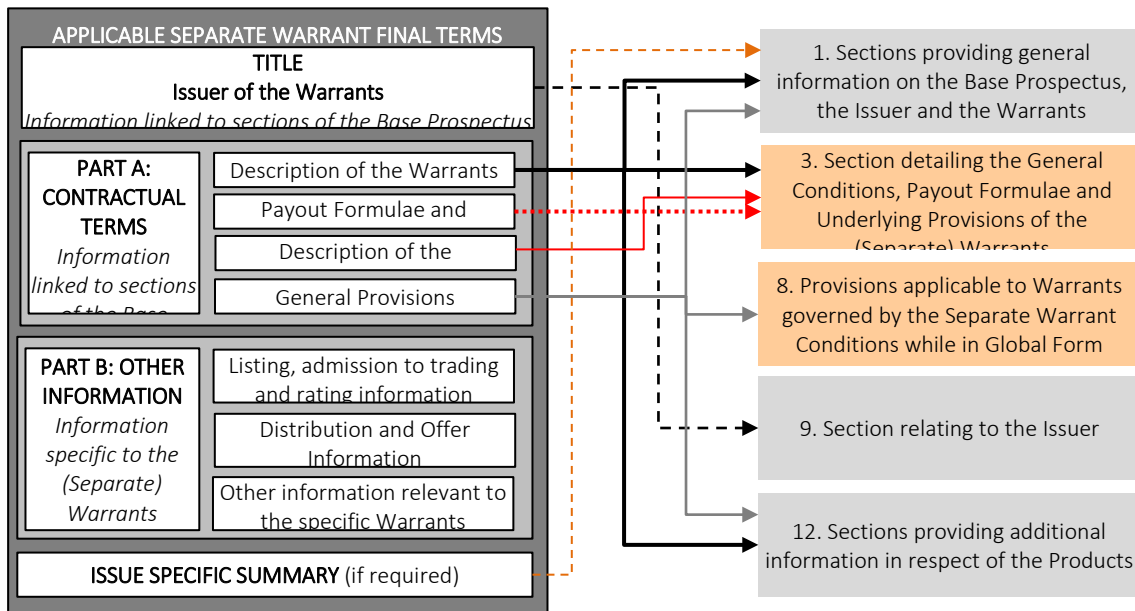 APPLICABLE SEPARATE WARRANT FINAL TERMS
TITLE
Issuer of the Warrants
Information linked to sections of the Base Prospectus
PART A:
CONTRACTUAL
TERMS
Information
linked to sections
of the Base
Description of the Warrants
Payout Formulae and
Description of the
General Provisions
PART B: OTHER
INFORMATION
Information
specific to the
(Separate)
Warrants
Listing, admission to trading
and rating information
Distribution and Offer
Information
Other information relevant to
the specific Warrants
ISSUE SPECIFIC SUMMARY (if required)
1. Sections providing general
information on the Base Prospectus,
the Issuer and the Warrants
3. Section detailing the General
Conditions, Payout Formulae and
Underlying Provisions of the
(Separate) Warrants
8. Provisions applicable to Warrants
governed by the Separate Warrant
Conditions while in Global Form
9. Section relating to the Issuer
12. Sections providing additional
information in respect of the Products